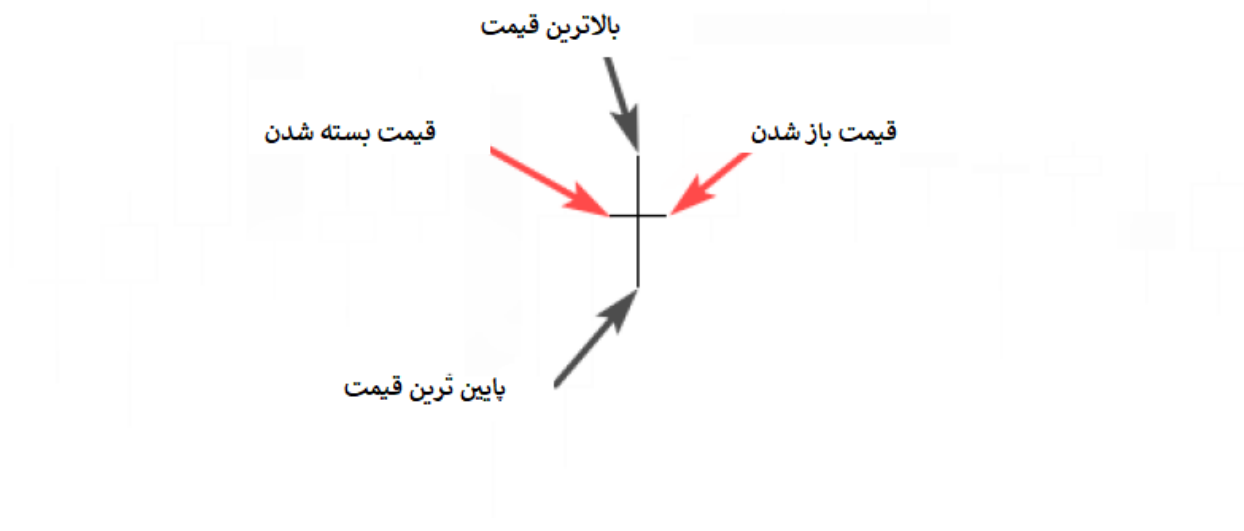 بالاترین قیمت
قیمت باز شدن
قیمت بسته شدن
پایین ترین قیمت